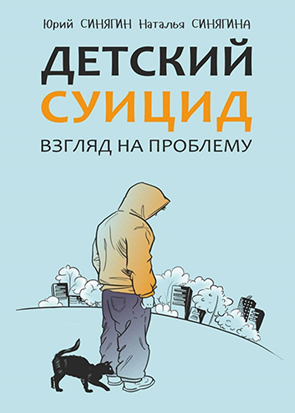 Юрий СИНЯГИН Наталья СИНЯГИНА
ДЕТСКИЙ
СУИЦИД
ВЗГЛЯД НА ПРОБЛЕМУ